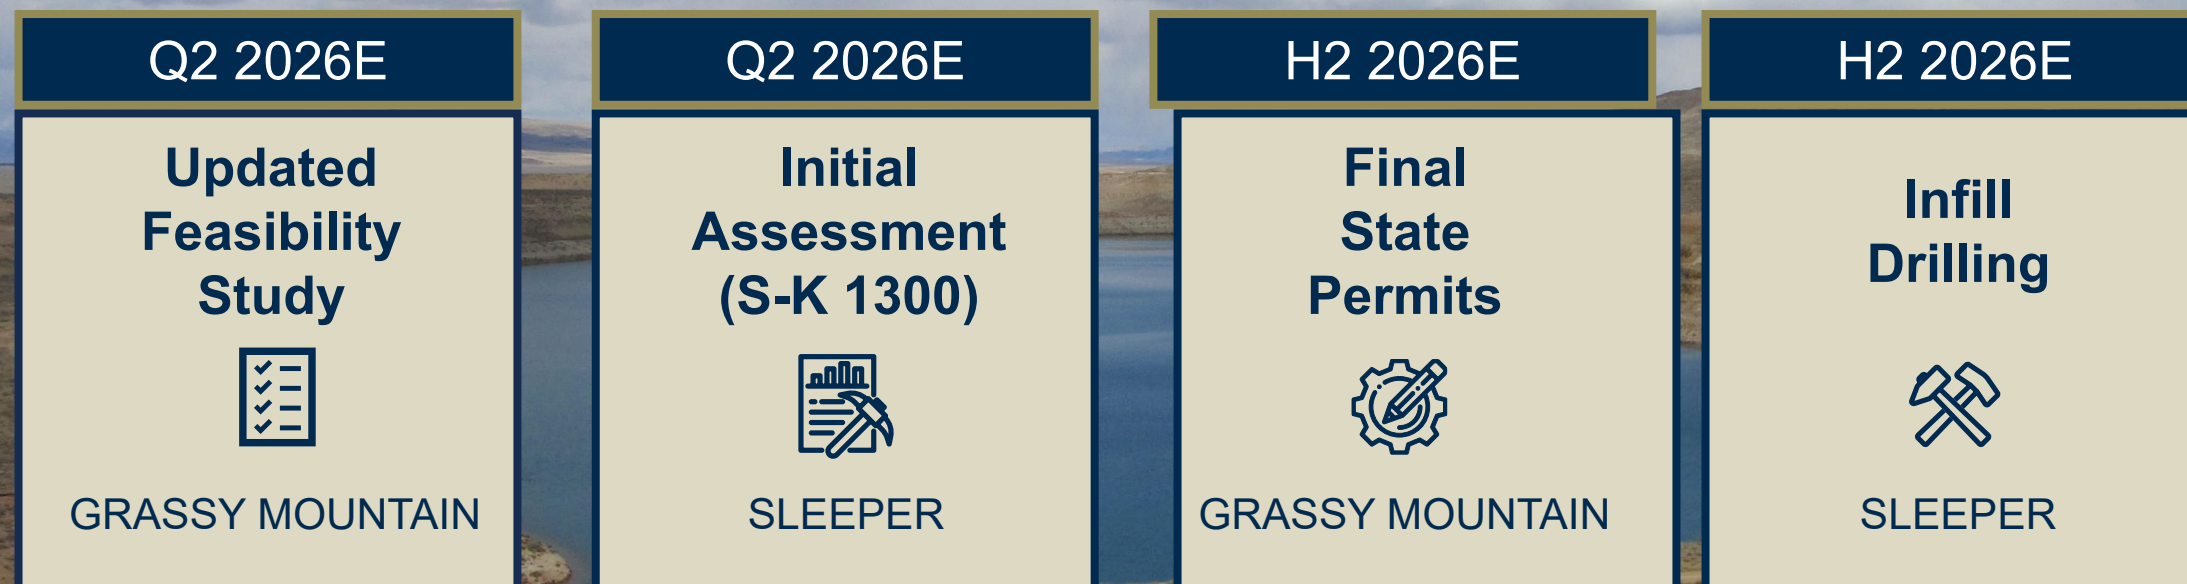 Q2 2026E
Updated
Feasibility
Study
GRASSY MOUNTAIN
Q2 2026E
Initial
Assessment
(S-K 1300)
SLEEPER
H2 2026E
Final
State
Permits
GRASSY MOUNTAIN
H2 2026E
Infill
Drilling
SLEEPER